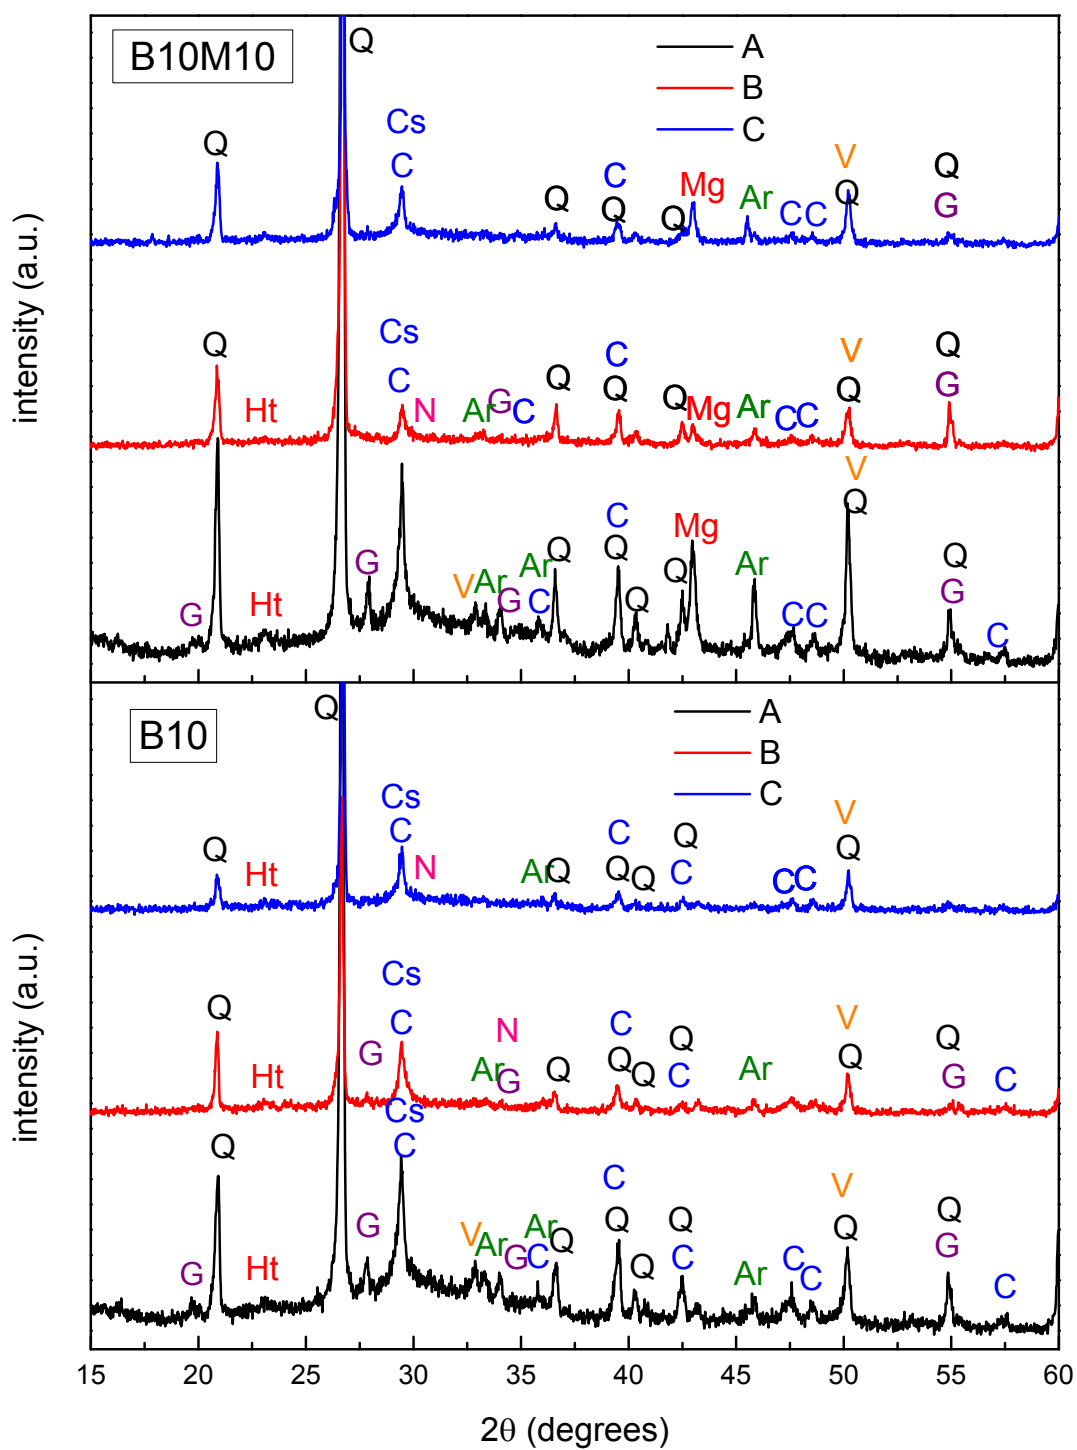 B10M10
Q
A
B
C
Cs
Q C C V Q
Q Q Mg Ar C C Q G
Q
Cs C V Q
Q Ht C N Ar G C Q Q Q Mg Ar C C Q G
V
C Mg Q
G Ht G V Ar G Ar C Q Q Q Q Ar C C Q G C
intensity (a.u.)
B10
Q
A
B
C
Cs V
Q C C Q Q
Ht N Ar Q Q Q C C C
Cs
Q C N C Q V Q Q
Ht G Ar G Q Q Q C Ar G C
Cs
Q C C V Q
G Ht G V Ar G Ar C Q Q Q Q C Ar C C Q G C
intensity (a.u.)
15 20 25 30 35 40 45 50 55 60
2θ (degrees)